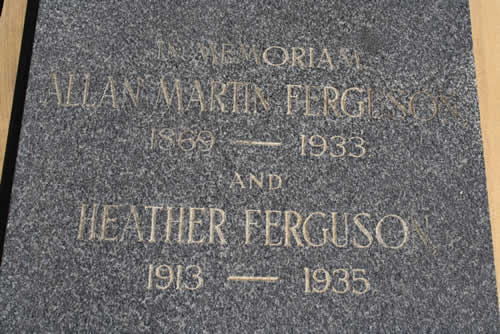 IN MEMORIAM
ALLAN MARTIN FERGUSON,
1869 — 1933
AND
HEATHER FERGUSON
1913 — 1935